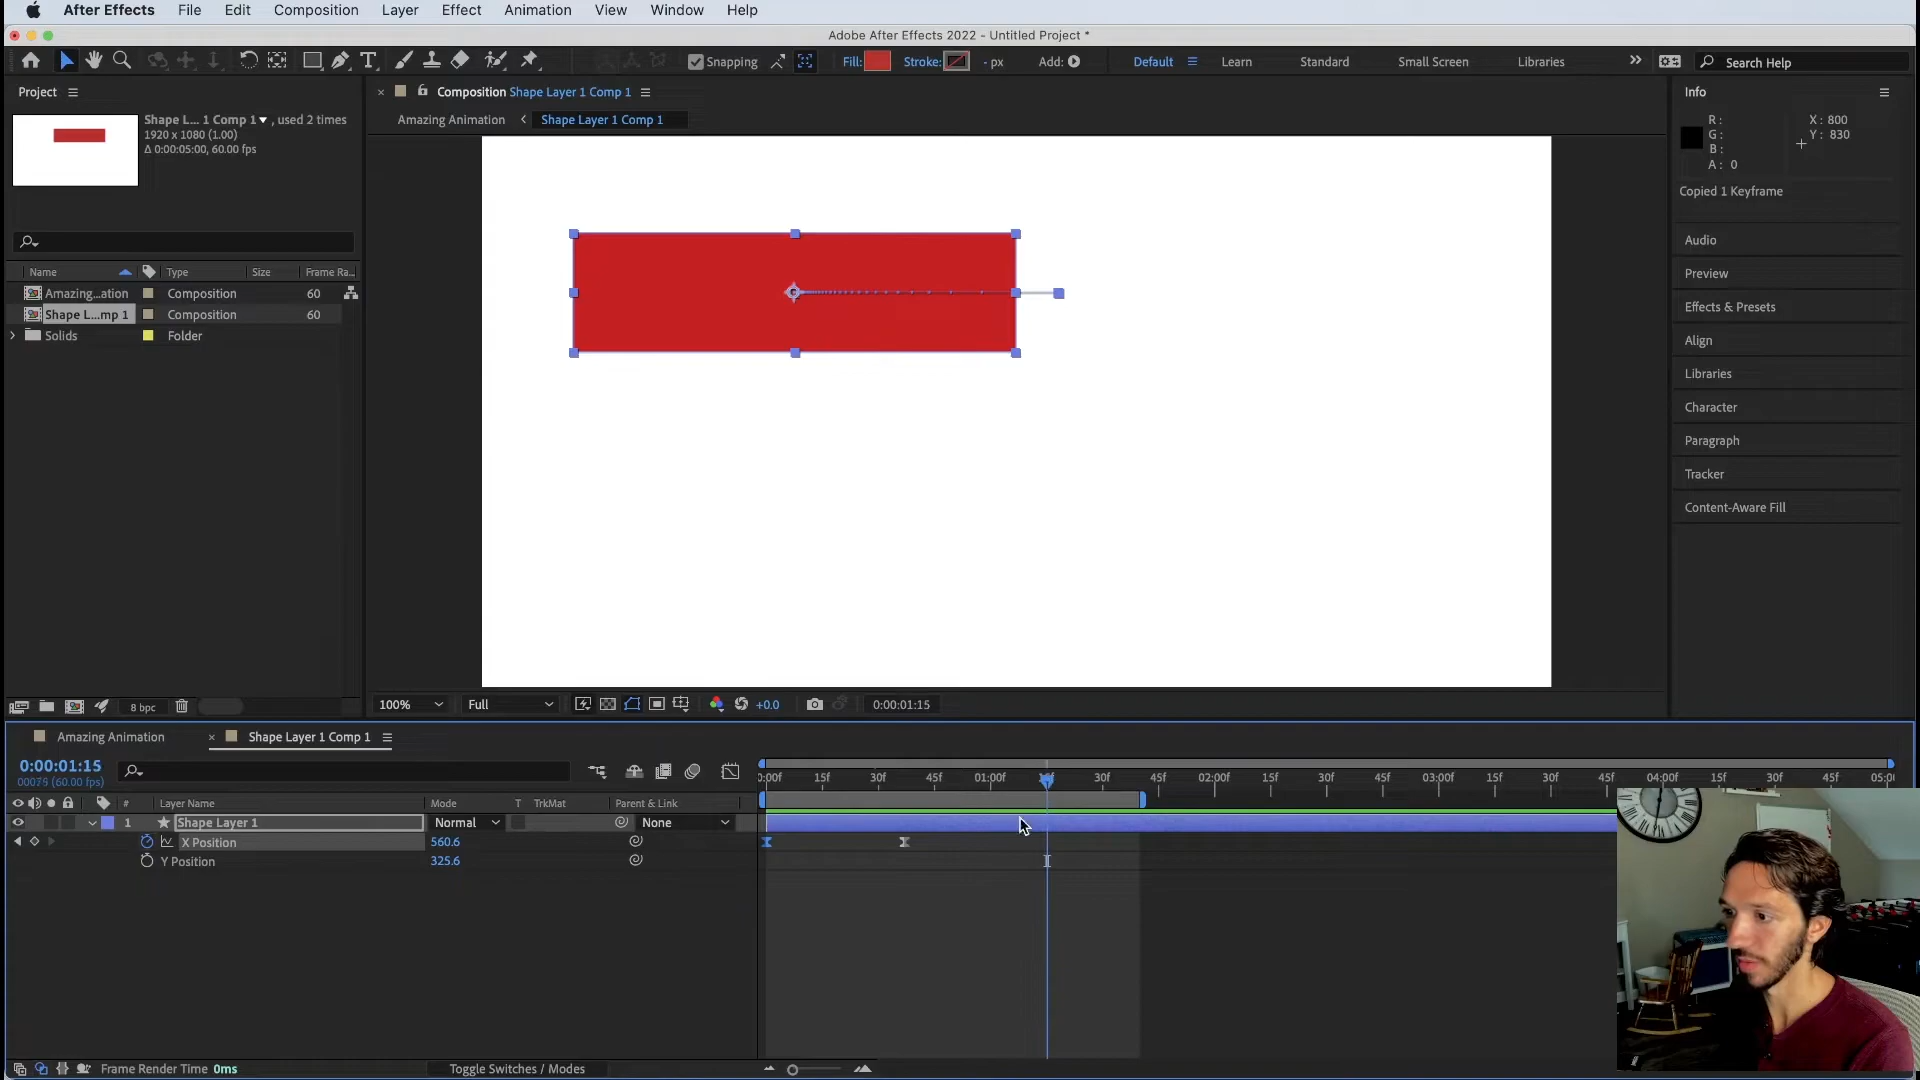 After Effects File Edit Composition Layer Effect Animation View Window Help
Adobe After Effects 2022 - Untitled Project *
Snapping Fill: Stroke: - px Add: Default Learn Standard Small Screen Libraries Search Help
Project
Composition Shape Layer 1 Comp 1
Info
Shape L... 1 Comp 1 , used 2 times
1920 x 1080 (1.00)
Δ 0:00:05:00, 60.00 fps
Amazing Animation Shape Layer 1 Comp 1
R :
G :
B :
A : 0
X : 800
Y : 830
Copied 1 Keyframe
Audio
Preview
Effects & Presets
Align
Libraries
Character
Paragraph
Tracker
Content-Aware Fill
Name Type Size Frame Ra...
Amazing...ation Composition 60
Shape L...mp 1 Composition 60
Solids Folder
8 bpc
100% Full +0.0 0:00:01:15
Amazing Animation Shape Layer 1 Comp 1
0:00:01:15
(60.00 fps)
:00f 15f 30f 45f 01:00f 30f 45f 02:00f 15f 30f 45f 03:00f 15f 30f 45f 04:00f 15f 30f 45f 05:0
# Layer Name Mode T TrkMat Parent & Link
1 Shape Layer 1 Normal None
X Position 560.6
Y Position 325.6
Frame Render Time 0ms Toggle Switches / Modes